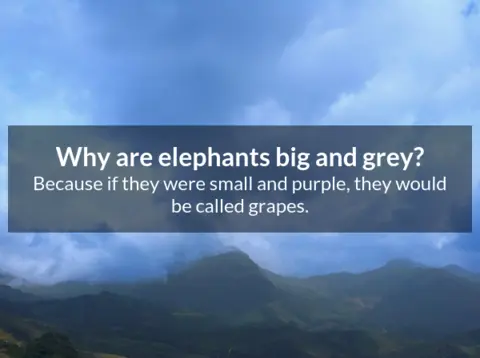 Why are elephants big and grey?
Because if they were small and purple, they would
be called grapes.